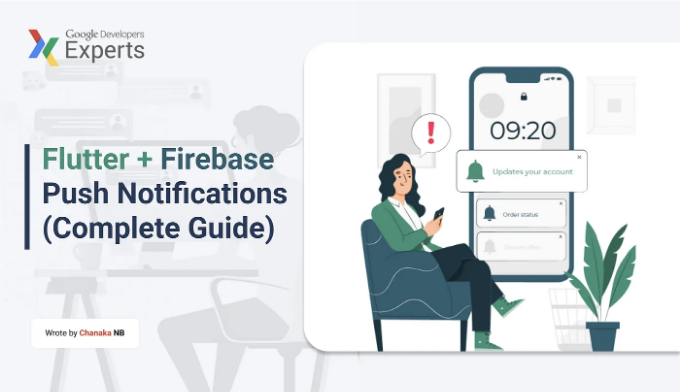 Google Developers
Experts
Flutter + Firebase
Push Notifications
(Complete Guide)
Wrote by Chanaka NB
!
09:20
Updates your account
Order status